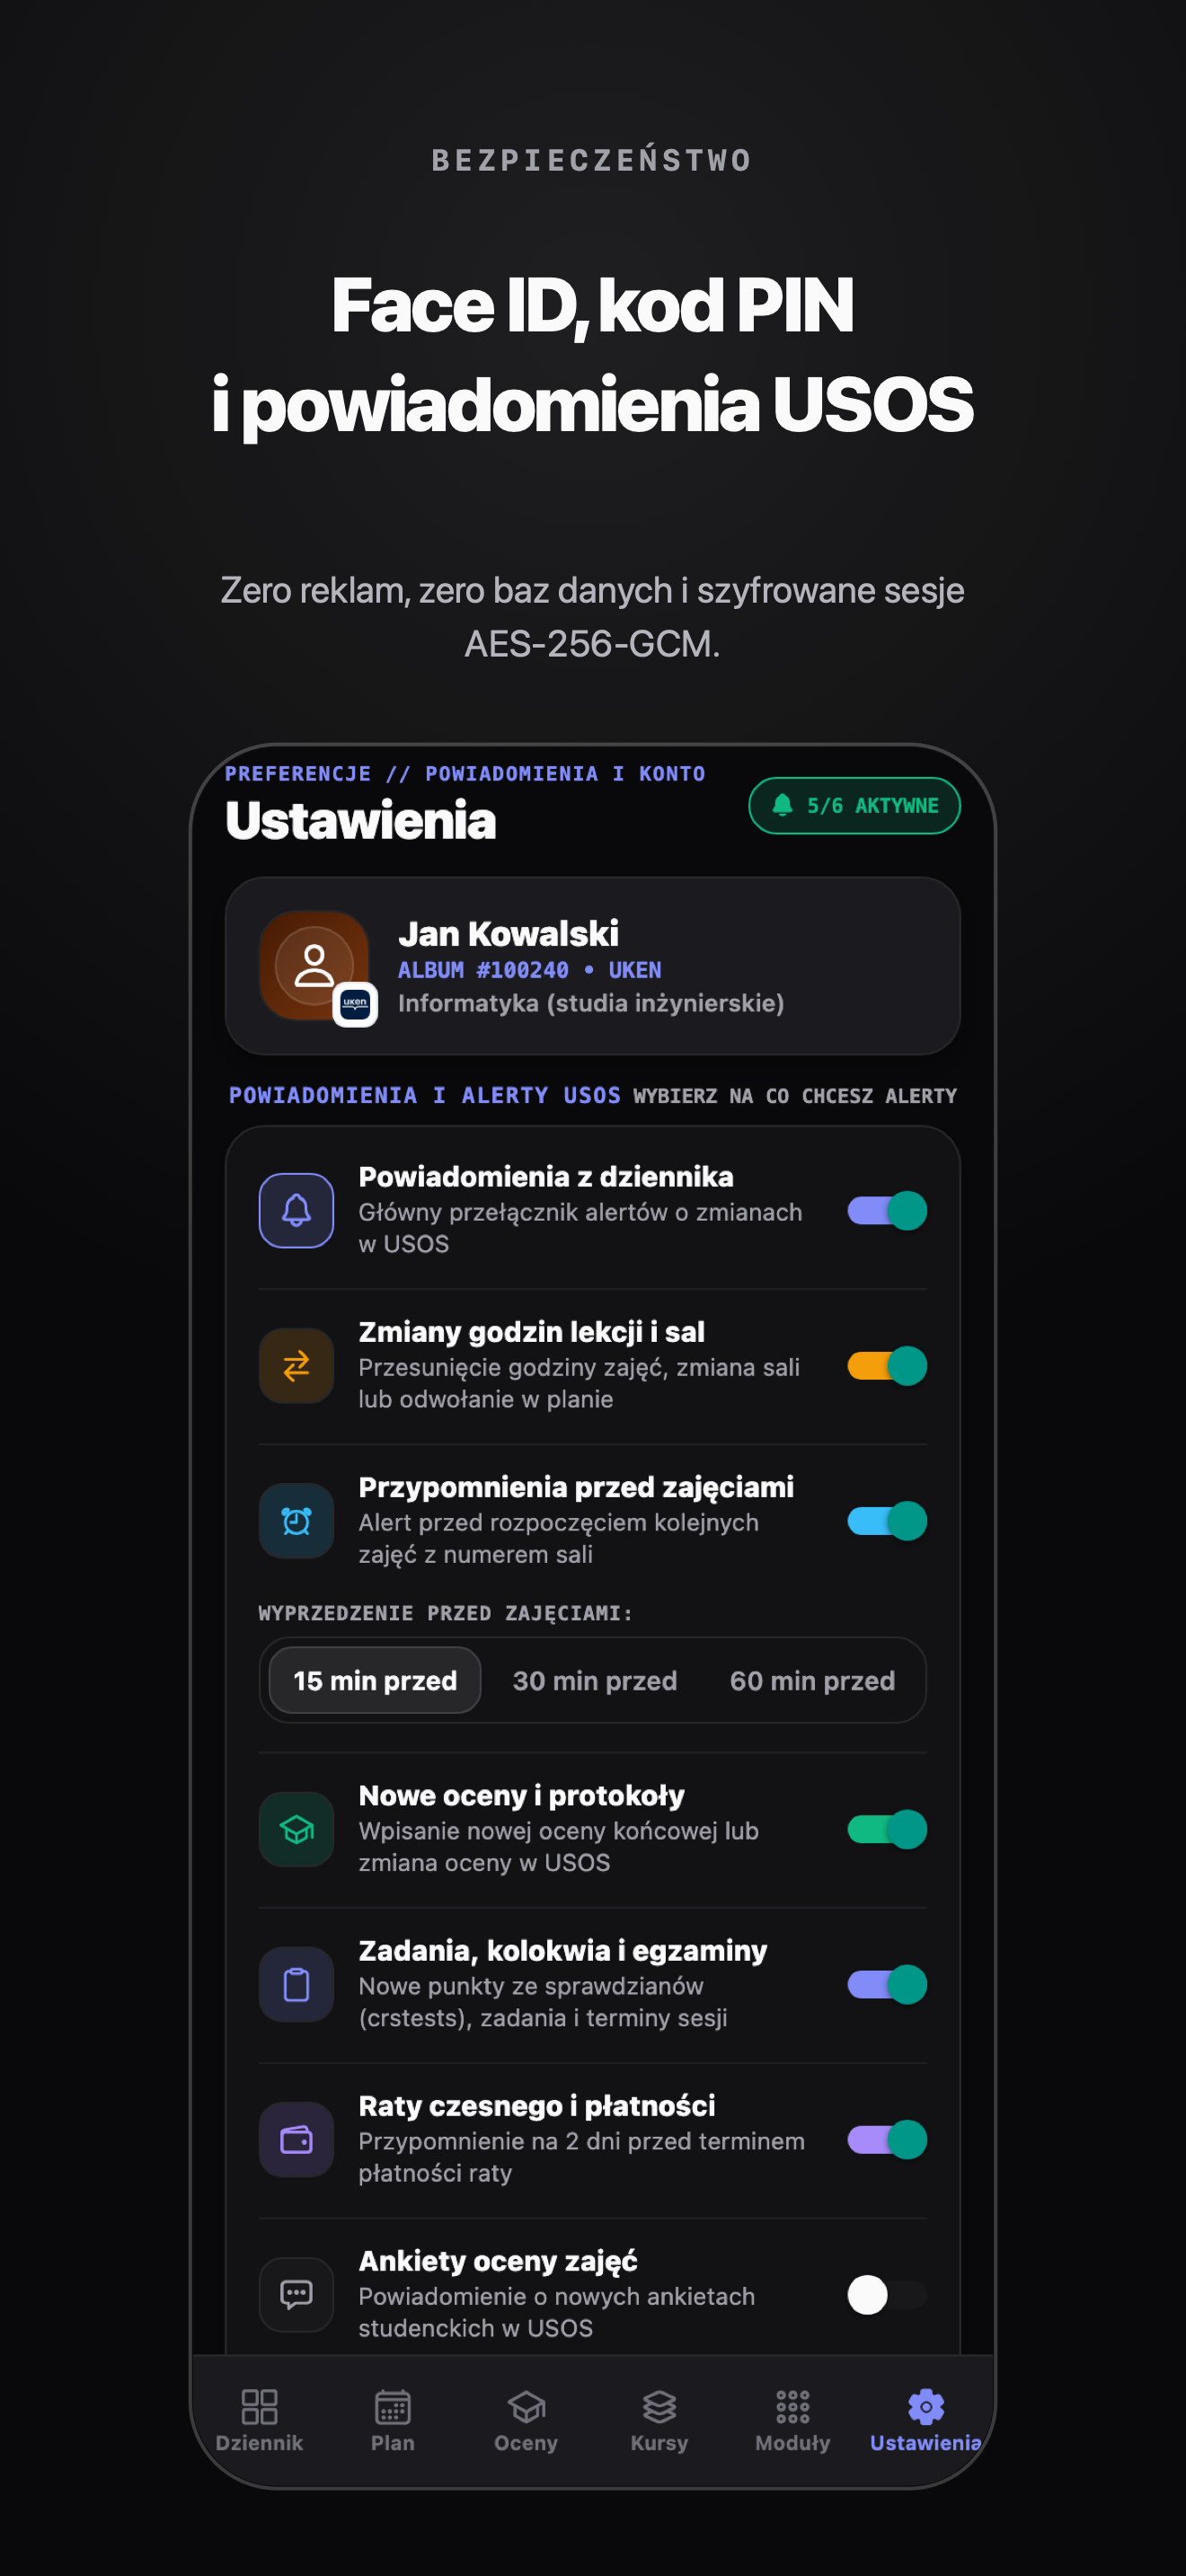 BEZPIECZEŃSTWO
Face ID, kod PIN
i powiadomienia USOS
Zero reklam, zero baz danych i szyfrowane sesje
AES-256-GCM.
PREFERENCJE // POWIADOMIENIA I KONTO
Ustawienia
5/6 AKTYWNE
Jan Kowalski
ALBUM #100240 • UKEN
Informatyka (studia inżynierskie)
uken
POWIADOMIENIA I ALERTY USOS WYBIERZ NA CO CHCESZ ALERTY
Powiadomienia z dziennika
Główny przełącznik alertów o zmianach
w USOS
Zmiany godzin lekcji i sal
Przesunięcie godziny zajęć, zmiana sali
lub odwołanie w planie
Przypomnienia przed zajęciami
Alert przed rozpoczęciem kolejnych
zajęć z numerem sali
WYPRZEDZENIE PRZED ZAJĘCIAMI:
15 min przed 30 min przed 60 min przed
Nowe oceny i protokoły
Wpisanie nowej oceny końcowej lub
zmiana oceny w USOS
Zadania, kolokwia i egzaminy
Nowe punkty ze sprawdzianów
(crstests), zadania i terminy sesji
Raty czesnego i płatności
Przypomnienie na 2 dni przed terminem
płatności raty
Ankiety oceny zajęć
Powiadomienie o nowych ankietach
studenckich w USOS
Dziennik Plan Oceny Kursy Moduły Ustawienia